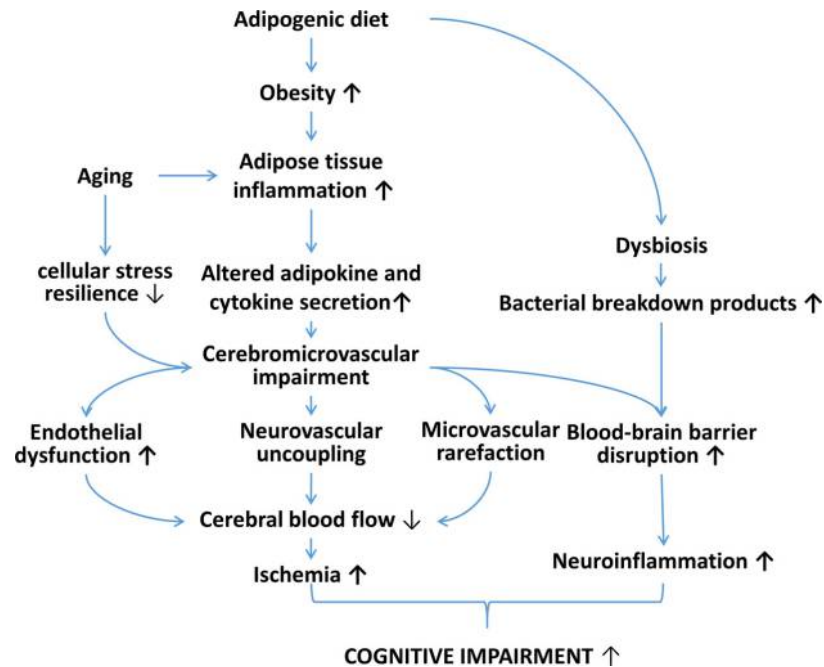 Adipogenic diet
Obesity ↑
Aging
Adipose tissue
inflammation ↑
Dysbiosis
cellular stress
resilience ↓
Altered adipokine and
cytokine secretion↑
Bacterial breakdown products ↑
Cerebromicrovascular
impairment
Endothelial
dysfunction ↑
Neurovascular
uncoupling
Microvascular
rarefaction
Blood-brain barrier
disruption ↑
Cerebral blood flow ↓
Ischemia ↑
Neuroinflammation ↑
COGNITIVE IMPAIRMENT ↑